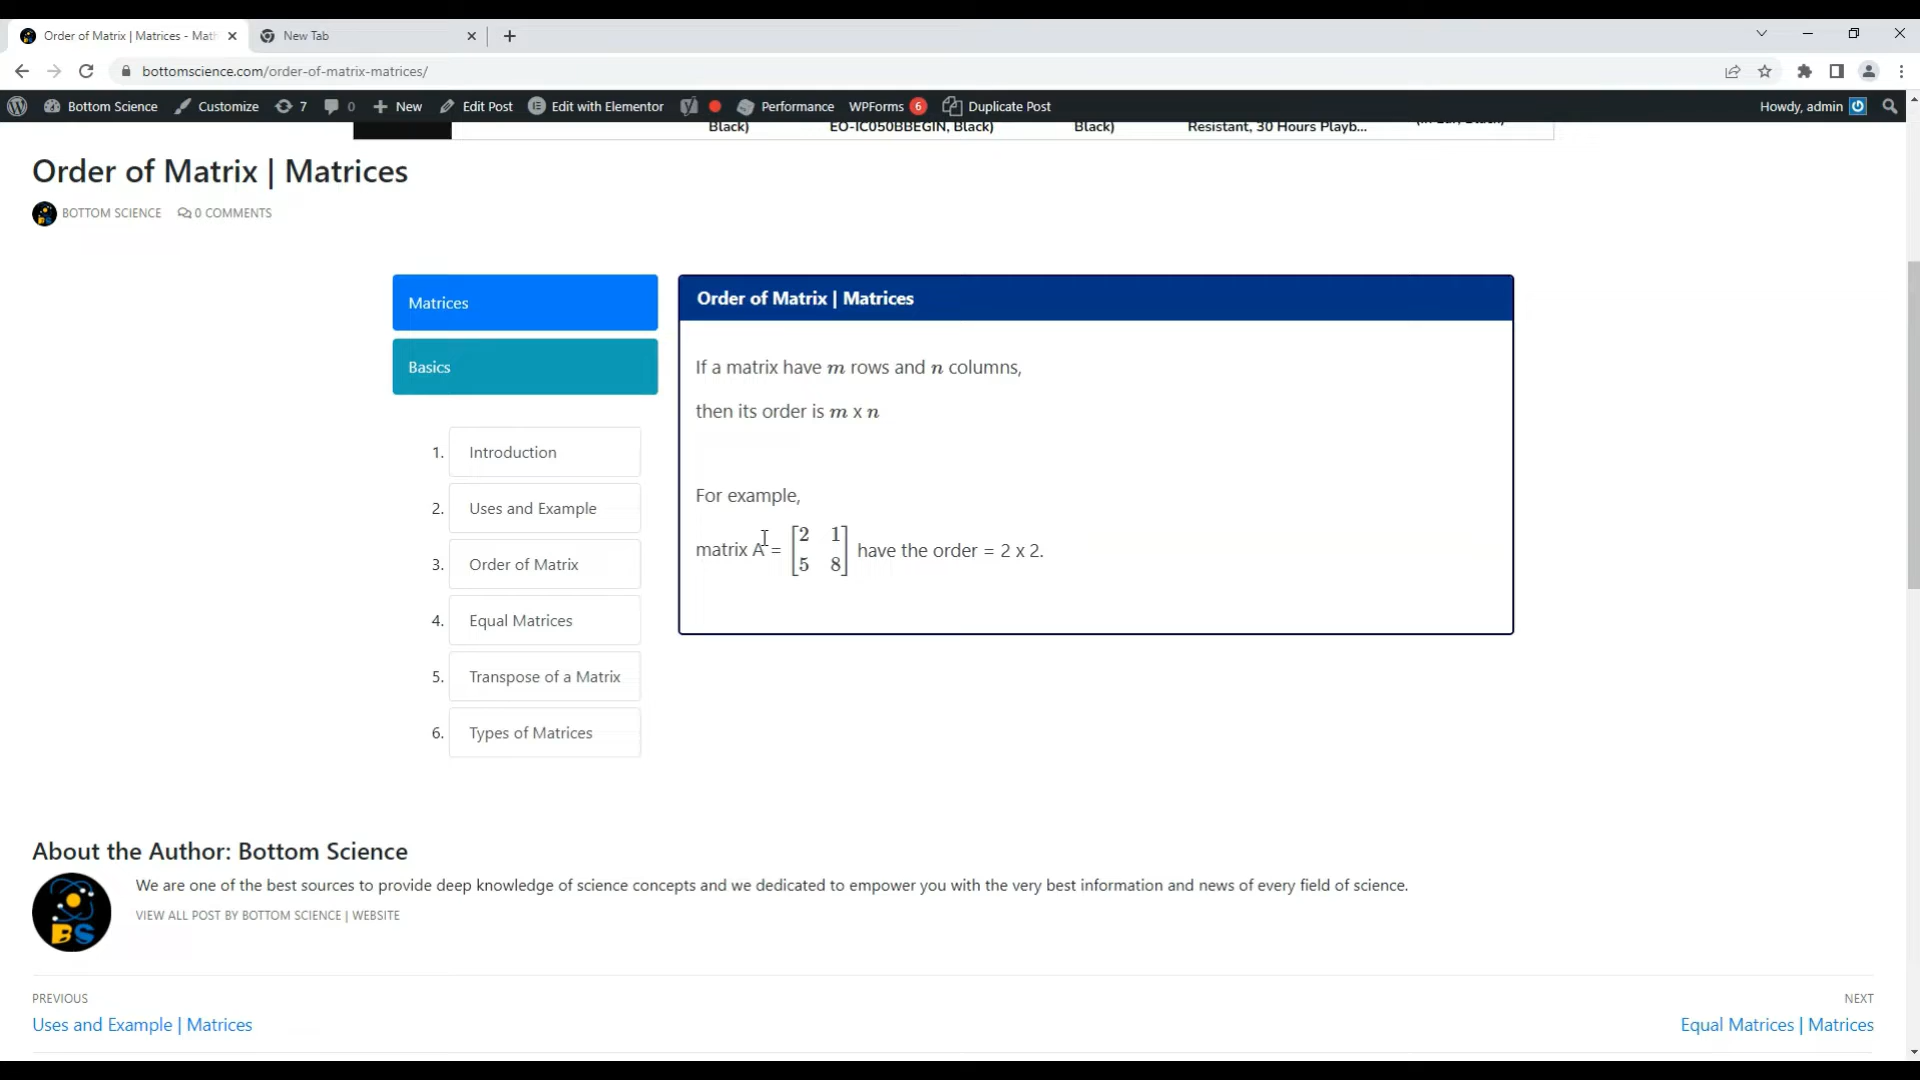 Order of Matrix | Matrices - Mat
New Tab
bottomscience.com/order-of-matrix-matrices/
Bottom Science
Customize
7
0
New
Edit Post
Edit with Elementor
Performance
WPForms 6
Duplicate Post
Howdy, admin
Black)
EO-IC050BBEGIN, Black)
Black)
Resistant, 30 Hours Playb...
Order of Matrix | Matrices
BOTTOM SCIENCE
0 COMMENTS
Matrices
Basics
1. Introduction
2. Uses and Example
3. Order of Matrix
4. Equal Matrices
5. Transpose of a Matrix
6. Types of Matrices
Order of Matrix | Matrices
If a matrix have m rows and n columns,
then its order is m x n
For example,
matrix A = [2 1
5 8] have the order = 2 x 2.
About the Author: Bottom Science
BS
We are one of the best sources to provide deep knowledge of science concepts and we dedicated to empower you with the very best information and news of every field of science.
VIEW ALL POST BY BOTTOM SCIENCE | WEBSITE
PREVIOUS
Uses and Example | Matrices
NEXT
Equal Matrices | Matrices